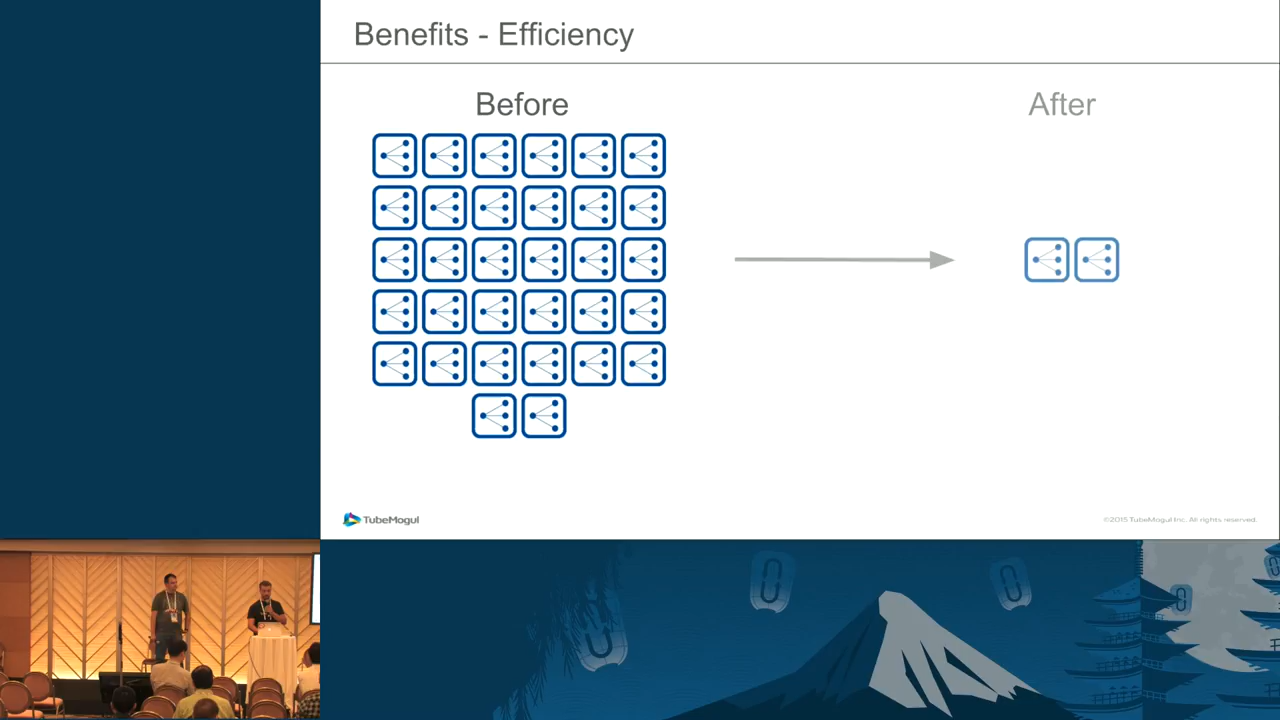 Benefits - Efficiency
Before
After
TubeMogul
©2015 TubeMogul Inc. All rights reserved.